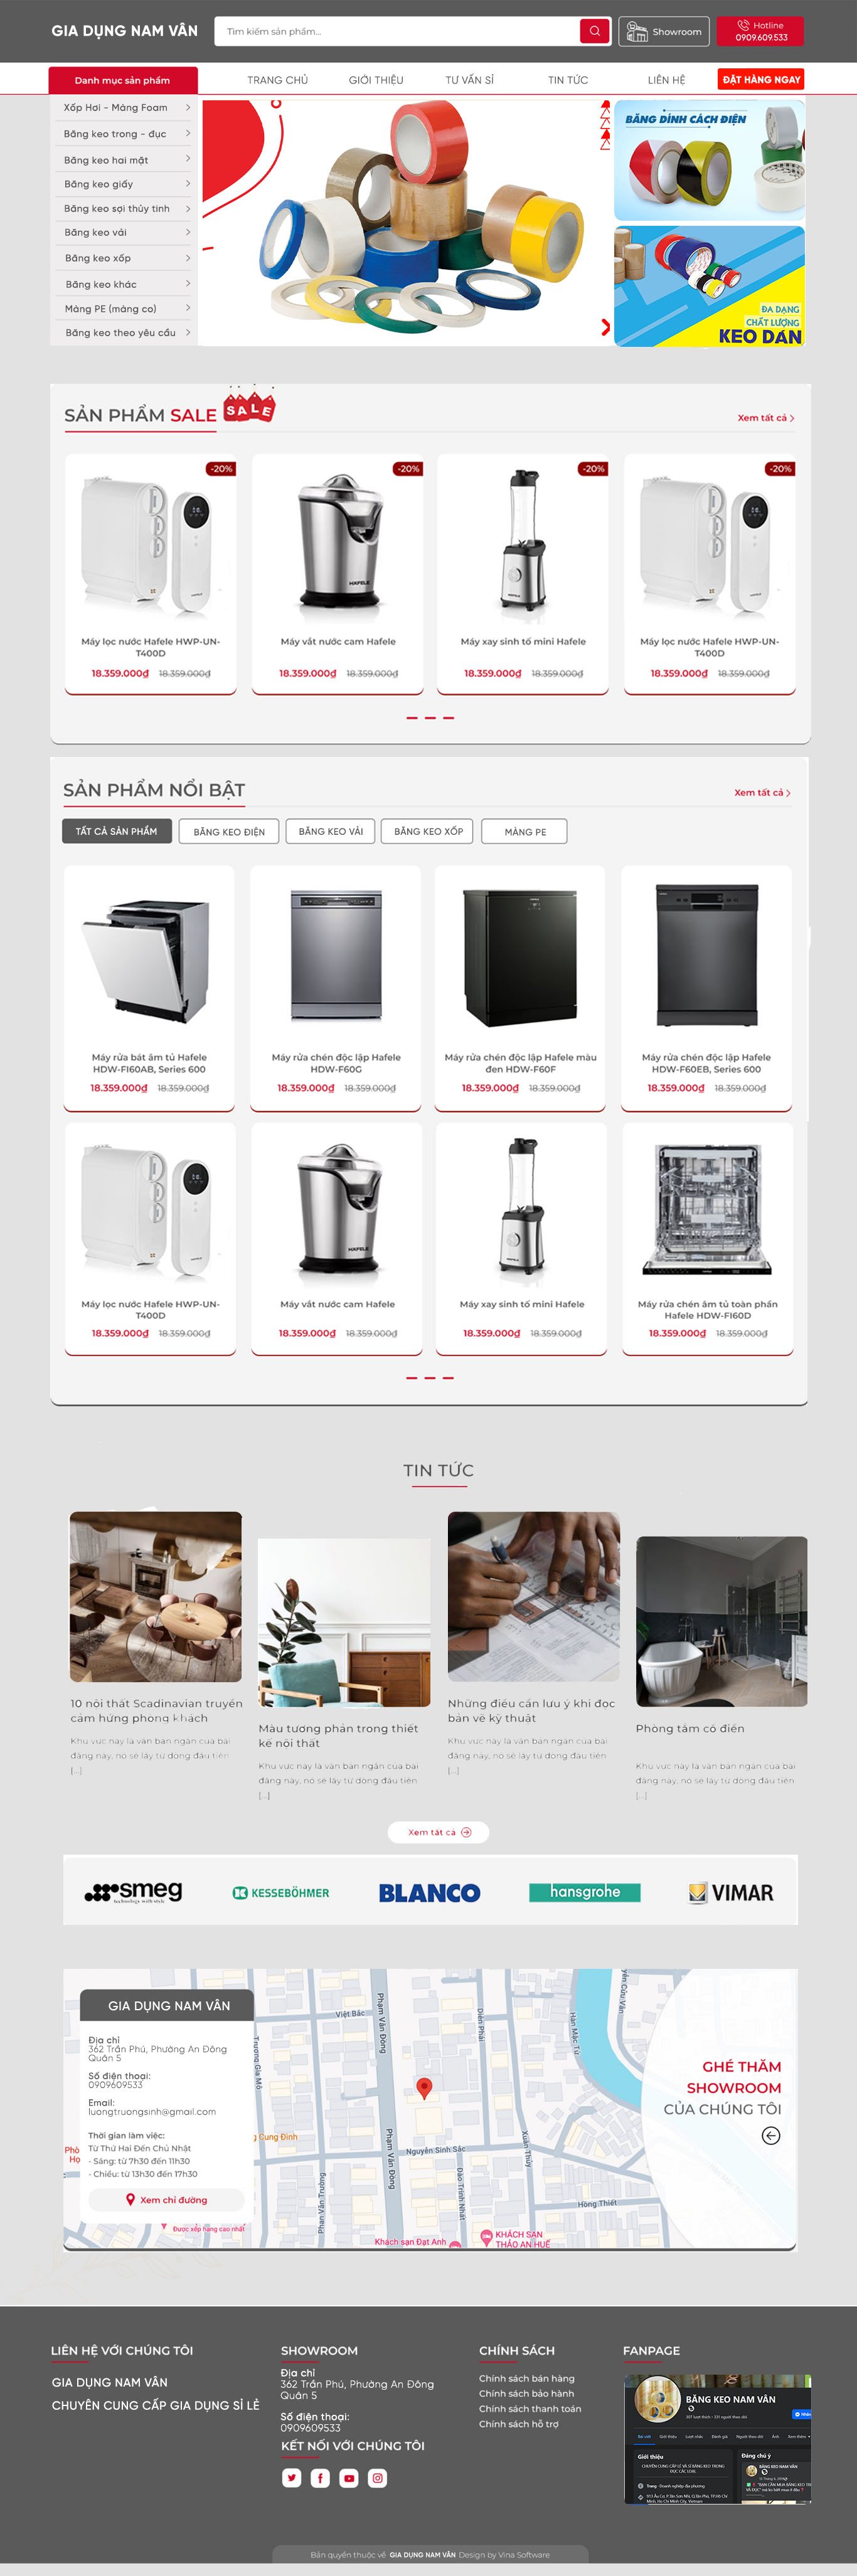 GIA DỤNG NAM VÂN
Tìm kiếm sản phẩm...
Showroom
Hotline
0909.609.533
Danh mục sản phẩm
TRANG CHỦ
GIỚI THIỆU
TƯ VẤN SỈ
TIN TỨC
LIÊN HỆ
ĐẶT HÀNG NGAY
Xốp Hơi - Màng Foam
Băng keo trong - đục
Băng keo hai mặt
Băng keo giấy
Băng keo sợi thủy tinh
Băng keo vải
Băng keo xốp
Băng keo khác
Màng PE (màng co)
Băng keo theo yêu cầu
BĂNG DÍNH CÁCH ĐIỆN
ĐA DẠNG
CHẤT LƯỢNG
KEO DÁN
SẢN PHẨM SALE
SALE
Xem tất cả
-20%
-20%
-20%
-20%
Máy lọc nước Hafele HWP-UN-
T400D
18.359.000₫ 18.359.000₫
HAFELE
Máy vắt nước cam Hafele
18.359.000₫ 18.359.000₫
Máy xay sinh tố mini Hafele
18.359.000₫ 18.359.000₫
Máy lọc nước Hafele HWP-UN-
T400D
18.359.000₫ 18.359.000₫
SẢN PHẨM NỔI BẬT
Xem tất cả
TẤT CẢ SẢN PHẨM
BĂNG KEO ĐIỆN
BĂNG KEO VẢI
BĂNG KEO XỐP
MÀNG PE
Máy rửa bát âm tủ Hafele
HDW-FI60AB, Series 600
18.359.000₫ 18.359.000₫
Máy rửa chén độc lập Hafele
HDW-F60G
18.359.000₫ 18.359.000₫
Máy rửa chén độc lập Hafele màu
đen HDW-F60F
18.359.000₫ 18.359.000₫
Máy rửa chén độc lập Hafele
HDW-F60EB, Series 600
18.359.000₫ 18.359.000₫
Máy lọc nước Hafele HWP-UN-
T400D
18.359.000₫ 18.359.000₫
HAFELE
Máy vắt nước cam Hafele
18.359.000₫ 18.359.000₫
Máy xay sinh tố mini Hafele
18.359.000₫ 18.359.000₫
Máy rửa chén âm tủ toàn phần
Hafele HDW-FI60D
18.359.000₫ 18.359.000₫
TIN TỨC
10 nội thất Scadinavian truyền
cảm hứng phong khách
Khu vực này là văn bản ngắn của bài
đăng này, nó sẽ lấy từ dòng đầu tiên
[...]
Màu tương phản trong thiết
kế nội thất
Khu vực này là văn bản ngắn của bài
đăng này, nó sẽ lấy từ dòng đầu tiên
[...]
Những điều cần lưu ý khi đọc
bản vẽ kỹ thuật
Khu vực này là văn bản ngắn của bài
đăng này, nó sẽ lấy từ dòng đầu tiên
[...]
Phòng tắm cổ điển
Khu vực này là văn bản ngắn của bài
đăng này, nó sẽ lấy từ dòng đầu tiên
[...]
Xem tất cả
smeg
technology with style
KESSEBÖHMER
BLANCO
hansgrohe
VIMAR
GIA DỤNG NAM VÂN
Địa chỉ
362 Trần Phú, Phường An Đông
Quận 5
Số điện thoại:
0909609533
Email:
luongtruongsinh@gmail.com
Thời gian làm việc:
Từ Thứ Hai Đến Chủ Nhật
- Sáng: từ 7h30 đến 11h30
- Chiều: từ 13h30 đến 17h30
Xem chỉ đường
Được xếp hạng cao nhất
Việt Bắc
Phạm Văn Đồng
Trương Gia Mô
g Cung Đình
Nguyễn Sinh Sắc
Phạm Văn Đồng
Phan Văn Trường
Đào Trinh Nhất
Xuân Thủy
Hàn Mặc Tử
Hồng Thiết
Khách sạn Đạt Anh
KHÁCH SẠN
THẢO AN HUẾ
GHÉ THĂM
SHOWROOM
CỦA CHÚNG TÔI
LIÊN HỆ VỚI CHÚNG TÔI
GIA DỤNG NAM VÂN
CHUYÊN CUNG CẤP GIA DỤNG SỈ LẺ
SHOWROOM
Địa chỉ
362 Trần Phú, Phường An Đông
Quận 5
Số điện thoại:
0909609533
KẾT NỐI VỚI CHÚNG TÔI
CHÍNH SÁCH
Chính sách bán hàng
Chính sách bảo hành
Chính sách thanh toán
Chính sách hỗ trợ
FANPAGE
BĂNG KEO NAM VÂN
Giới thiệu
Đáng chú ý
Bản quyền thuộc về GIA DỤNG NAM VÂN Design by Vina Software